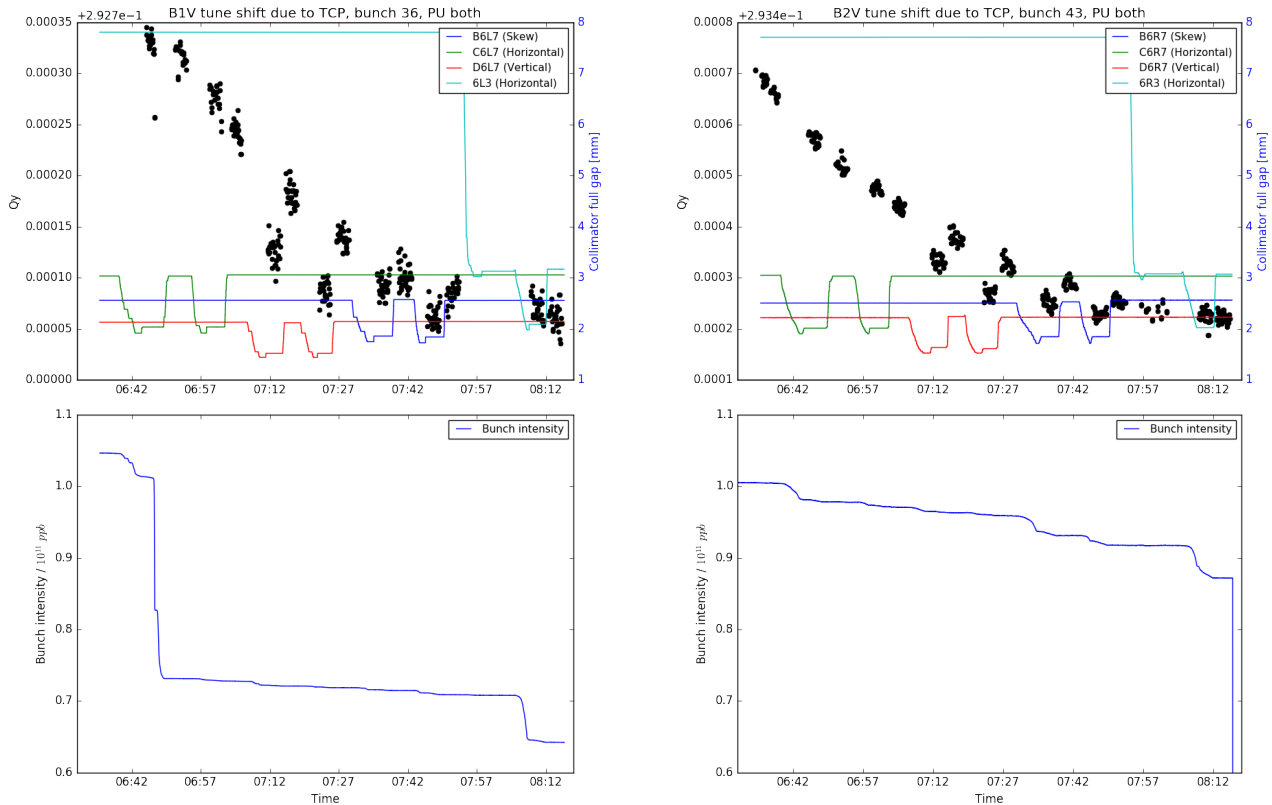 B1V tune shift due to TCP, bunch 36, PU both
+2.927e−1
0.00035
0.00030
0.00025
0.00020
0.00015
0.00010
0.00005
0.00000
Qy
B6L7 (Skew)
C6L7 (Horizontal)
D6L7 (Vertical)
6L3 (Horizontal)
8
7
6
5
4
3
2
1
Collimator full gap [mm]
06:42 06:57 07:12 07:27 07:42 07:57 08:12
B2V tune shift due to TCP, bunch 43, PU both
+2.934e−1
0.0008
0.0007
0.0006
0.0005
0.0004
0.0003
0.0002
0.0001
Qy
B6R7 (Skew)
C6R7 (Horizontal)
D6R7 (Vertical)
6R3 (Horizontal)
8
7
6
5
4
3
2
1
Collimator full gap [mm]
06:42 06:57 07:12 07:27 07:42 07:57 08:12
1.1
1.0
0.9
0.8
0.7
0.6
Bunch intensity / 10^11 ppb
Bunch intensity
06:42 06:57 07:12 07:27 07:42 07:57 08:12
Time
1.1
1.0
0.9
0.8
0.7
0.6
Bunch intensity / 10^11 ppb
Bunch intensity
06:42 06:57 07:12 07:27 07:42 07:57 08:12
Time